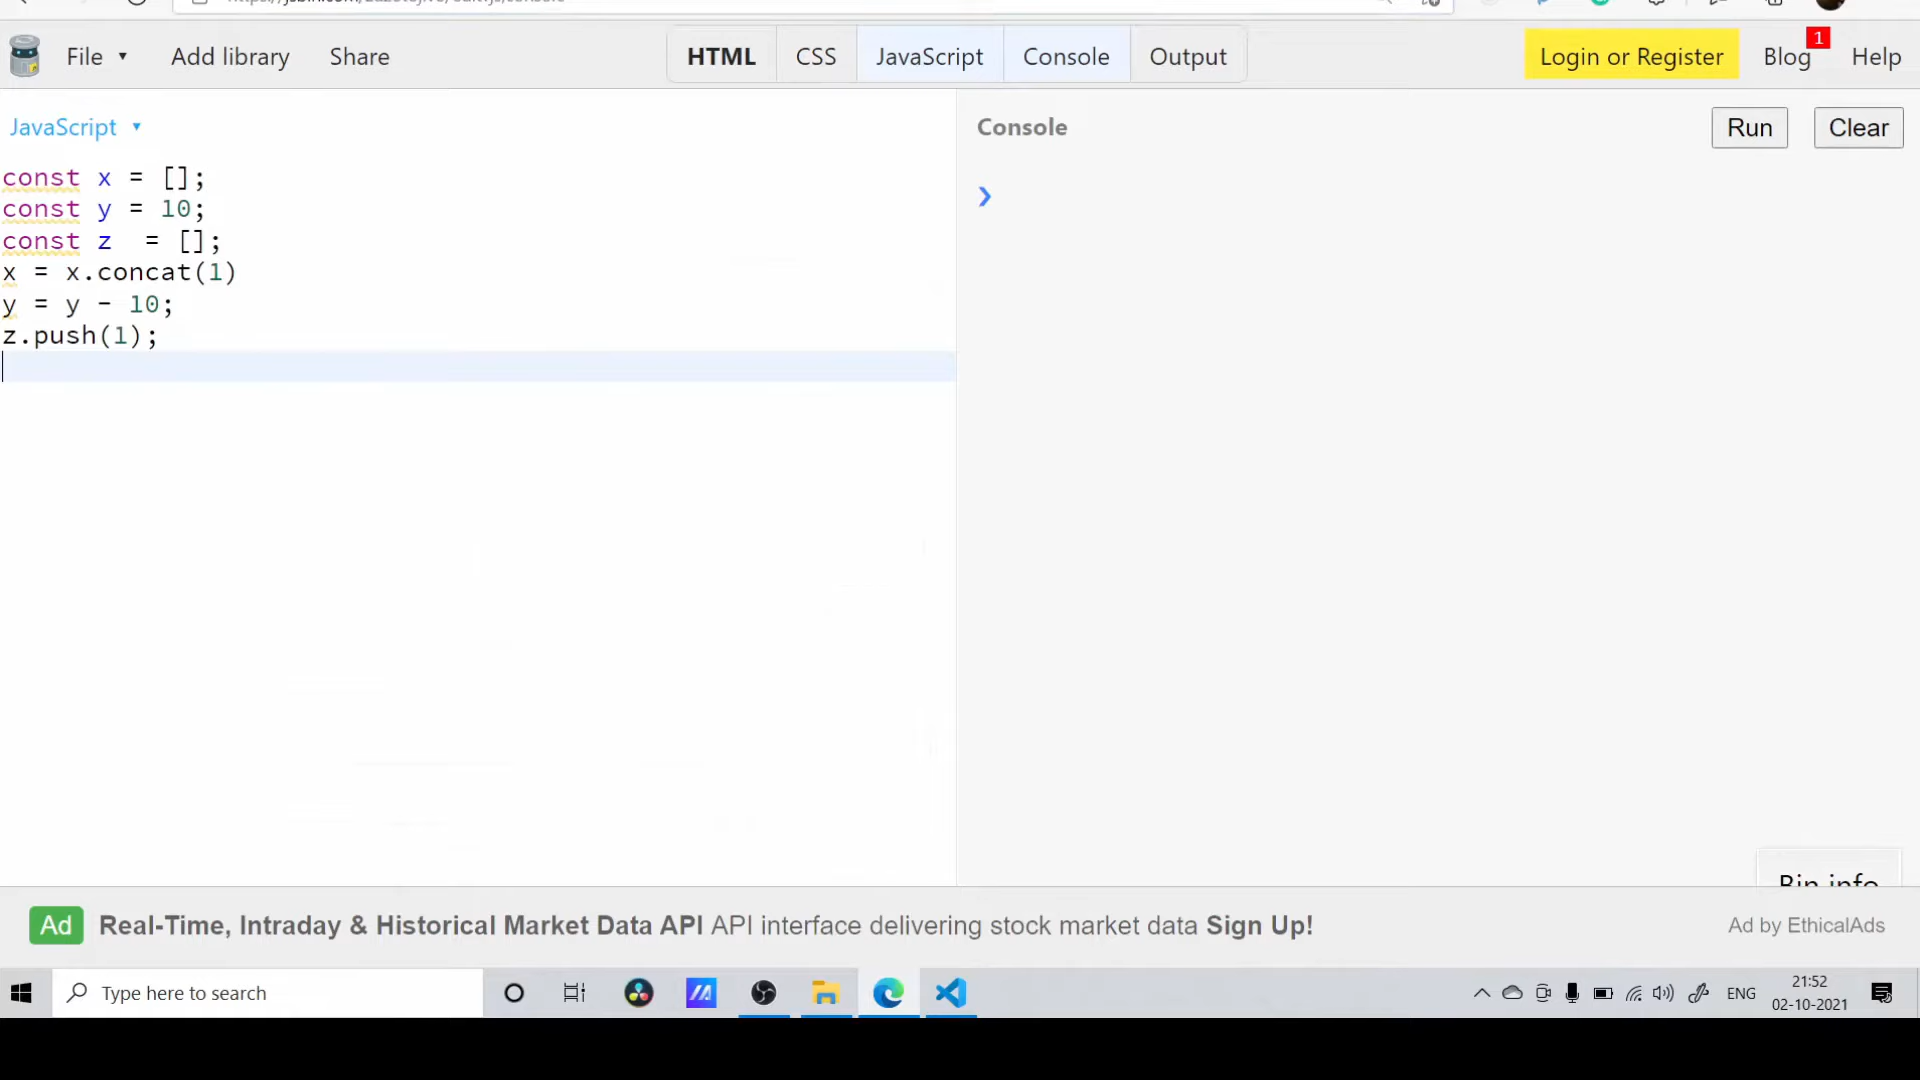 File ▾ Add library Share HTML CSS JavaScript Console Output Login or Register Blog 1 Help
JavaScript ▾
const x = [];
const y = 10;
const z  = [];
x = x.concat(1)
y = y - 10;
z.push(1);
Console Run Clear
❯
Bin info
Ad Real-Time, Intraday & Historical Market Data API API interface delivering stock market data Sign Up! Ad by EthicalAds
Type here to search ENG 21:52
02-10-2021